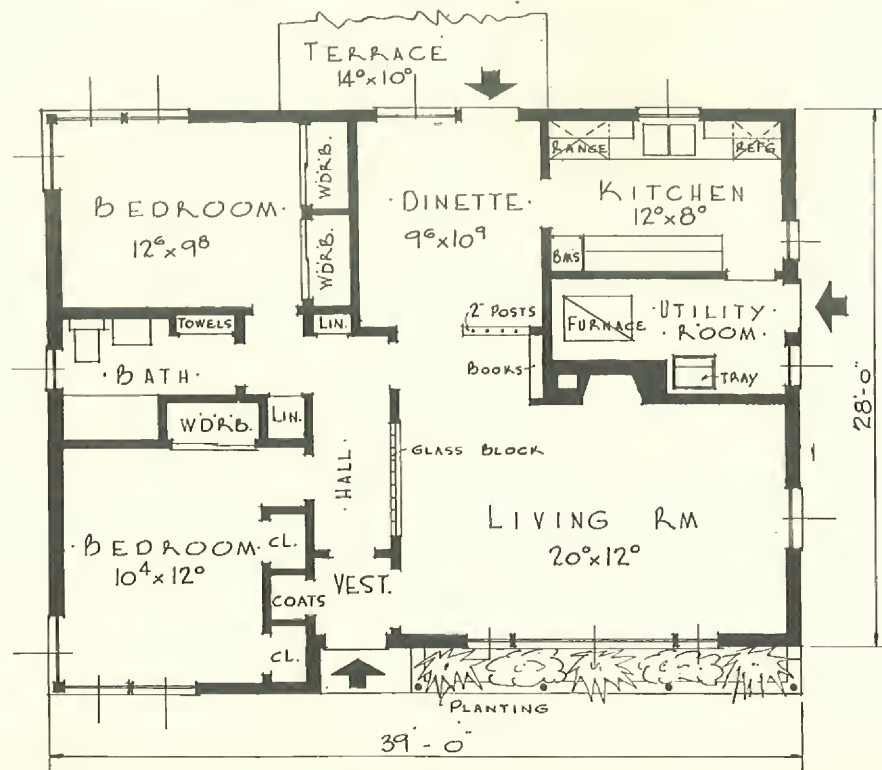 TERRACE
14⁰x10⁰
WDRB.
RANGE
REFG
BEDROOM
12⁶x9⁸
DINETTE
9⁶x10⁹
KITCHEN
12⁰x8⁰
WDRB.
BMS
TOWELS
LIN.
2" POSTS
FURNACE
UTILITY
ROOM
BATH
BOOKS
TRAY
28'-0"
WDRB.
LIN.
HALL
GLASS BLOCK
LIVING RM
20⁰x12⁰
BEDROOM
10⁴x12⁰
CL.
COATS
VEST.
CL.
PLANTING
39'-0"